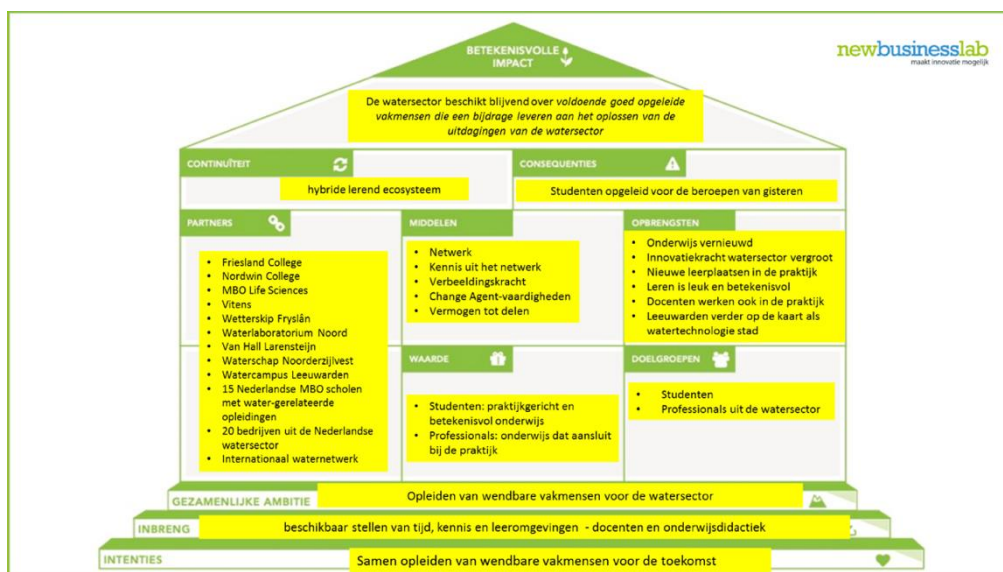 BETEKENISVOLLE
IMPACT
newbusinesslab
maakt innovatie mogelijk
De watersector beschikt blijvend over voldoende goed opgeleide
vakmensen die een bijdrage leveren aan het oplossen van de
uitdagingen van de watersector
CONTINUÏTEIT
hybride lerend ecosysteem
CONSEQUENTIES
Studenten opgeleid voor de beroepen van gisteren
PARTNERS
• Friesland College
• Nordwin College
• MBO Life Sciences
• Vitens
• Wetterskip Fryslân
• Waterlaboratorium Noord
• Van Hall Larensteijn
• Waterschap Noorderzijlvest
• Watercampus Leeuwarden
• 15 Nederlandse MBO scholen
met water-gerelateerde
opleidingen
• 20 bedrijven uit de Nederlandse
watersector
• Internationaal waternetwerk
MIDDELEN
• Netwerk
• Kennis uit het netwerk
• Verbeeldingskracht
• Change Agent-vaardigheden
• Vermogen tot delen
OPBRENGSTEN
• Onderwijs vernieuwd
• Innovatiekracht watersector vergroot
• Nieuwe leerplaatsen in de praktijk
• Leren is leuk en betekenisvol
• Docenten werken ook in de praktijk
• Leeuwarden verder op de kaart als
watertechnologie stad
WAARDE
• Studenten: praktijkgericht en
betekenisvol onderwijs
• Professionals: onderwijs dat aansluit
bij de praktijk
DOELGROEPEN
• Studenten
• Professionals uit de watersector
GEZAMENLIJKE AMBITIE
Opleiden van wendbare vakmensen voor de watersector
INBRENG
beschikbaar stellen van tijd, kennis en leeromgevingen - docenten en onderwijsdidactiek
INTENTIES
Samen opleiden van wendbare vakmensen voor de toekomst